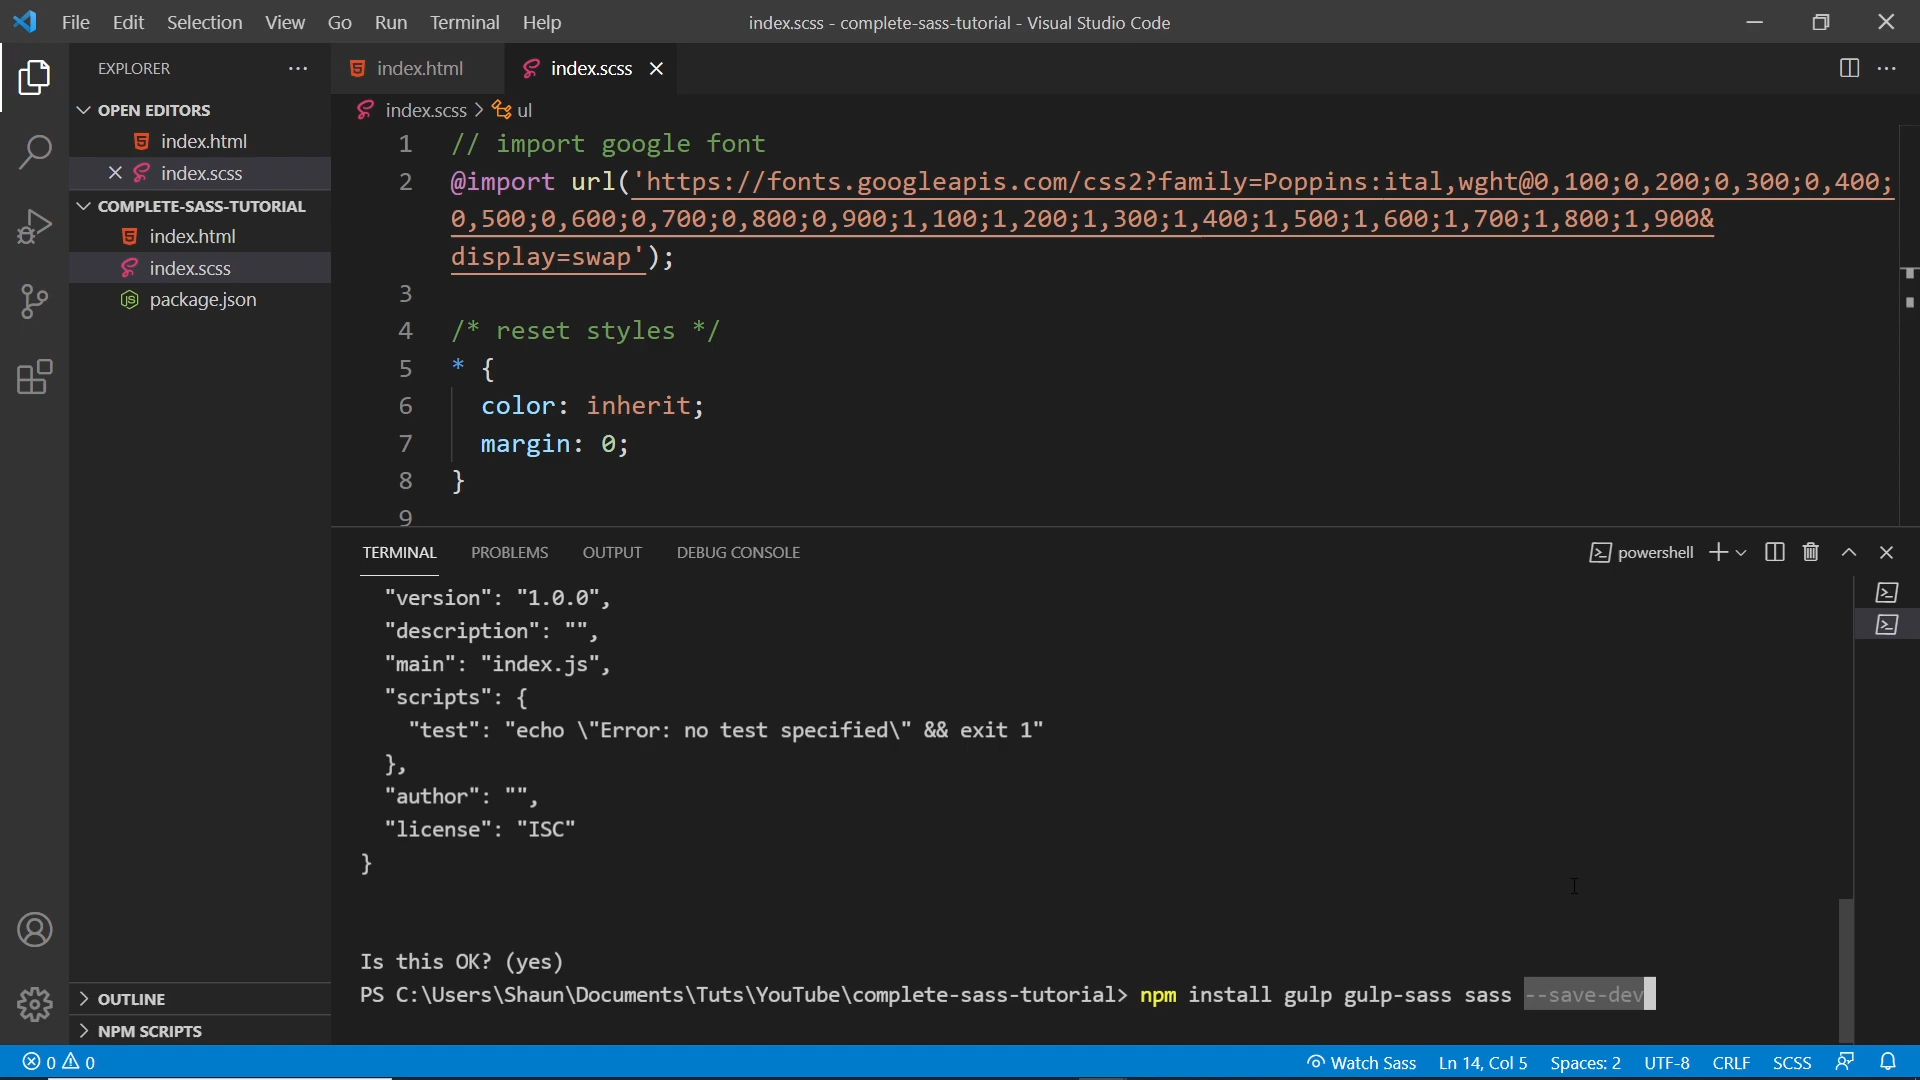 File Edit Selection View Go Run Terminal Help
index.scss - complete-sass-tutorial - Visual Studio Code
EXPLORER
OPEN EDITORS
index.html
index.scss
COMPLETE-SASS-TUTORIAL
index.html
index.scss
package.json
OUTLINE
NPM SCRIPTS
index.html index.scss
index.scss > ul
1 // import google font
2 @import url('https://fonts.googleapis.com/css2?family=Poppins:ital,wght@0,100;0,200;0,300;0,400;
0,500;0,600;0,700;0,800;0,900;1,100;1,200;1,300;1,400;1,500;1,600;1,700;1,800;1,900&
display=swap');
3
4 /* reset styles */
5 * {
6 color: inherit;
7 margin: 0;
8 }
9
TERMINAL PROBLEMS OUTPUT DEBUG CONSOLE
powershell
"version": "1.0.0",
"description": "",
"main": "index.js",
"scripts": {
"test": "echo \"Error: no test specified\" && exit 1"
},
"author": "",
"license": "ISC"
}
Is this OK? (yes)
PS C:\Users\Shaun\Documents\Tuts\YouTube\complete-sass-tutorial> npm install gulp gulp-sass sass --save-dev
0 0
Watch Sass Ln 14, Col 5 Spaces: 2 UTF-8 CRLF SCSS